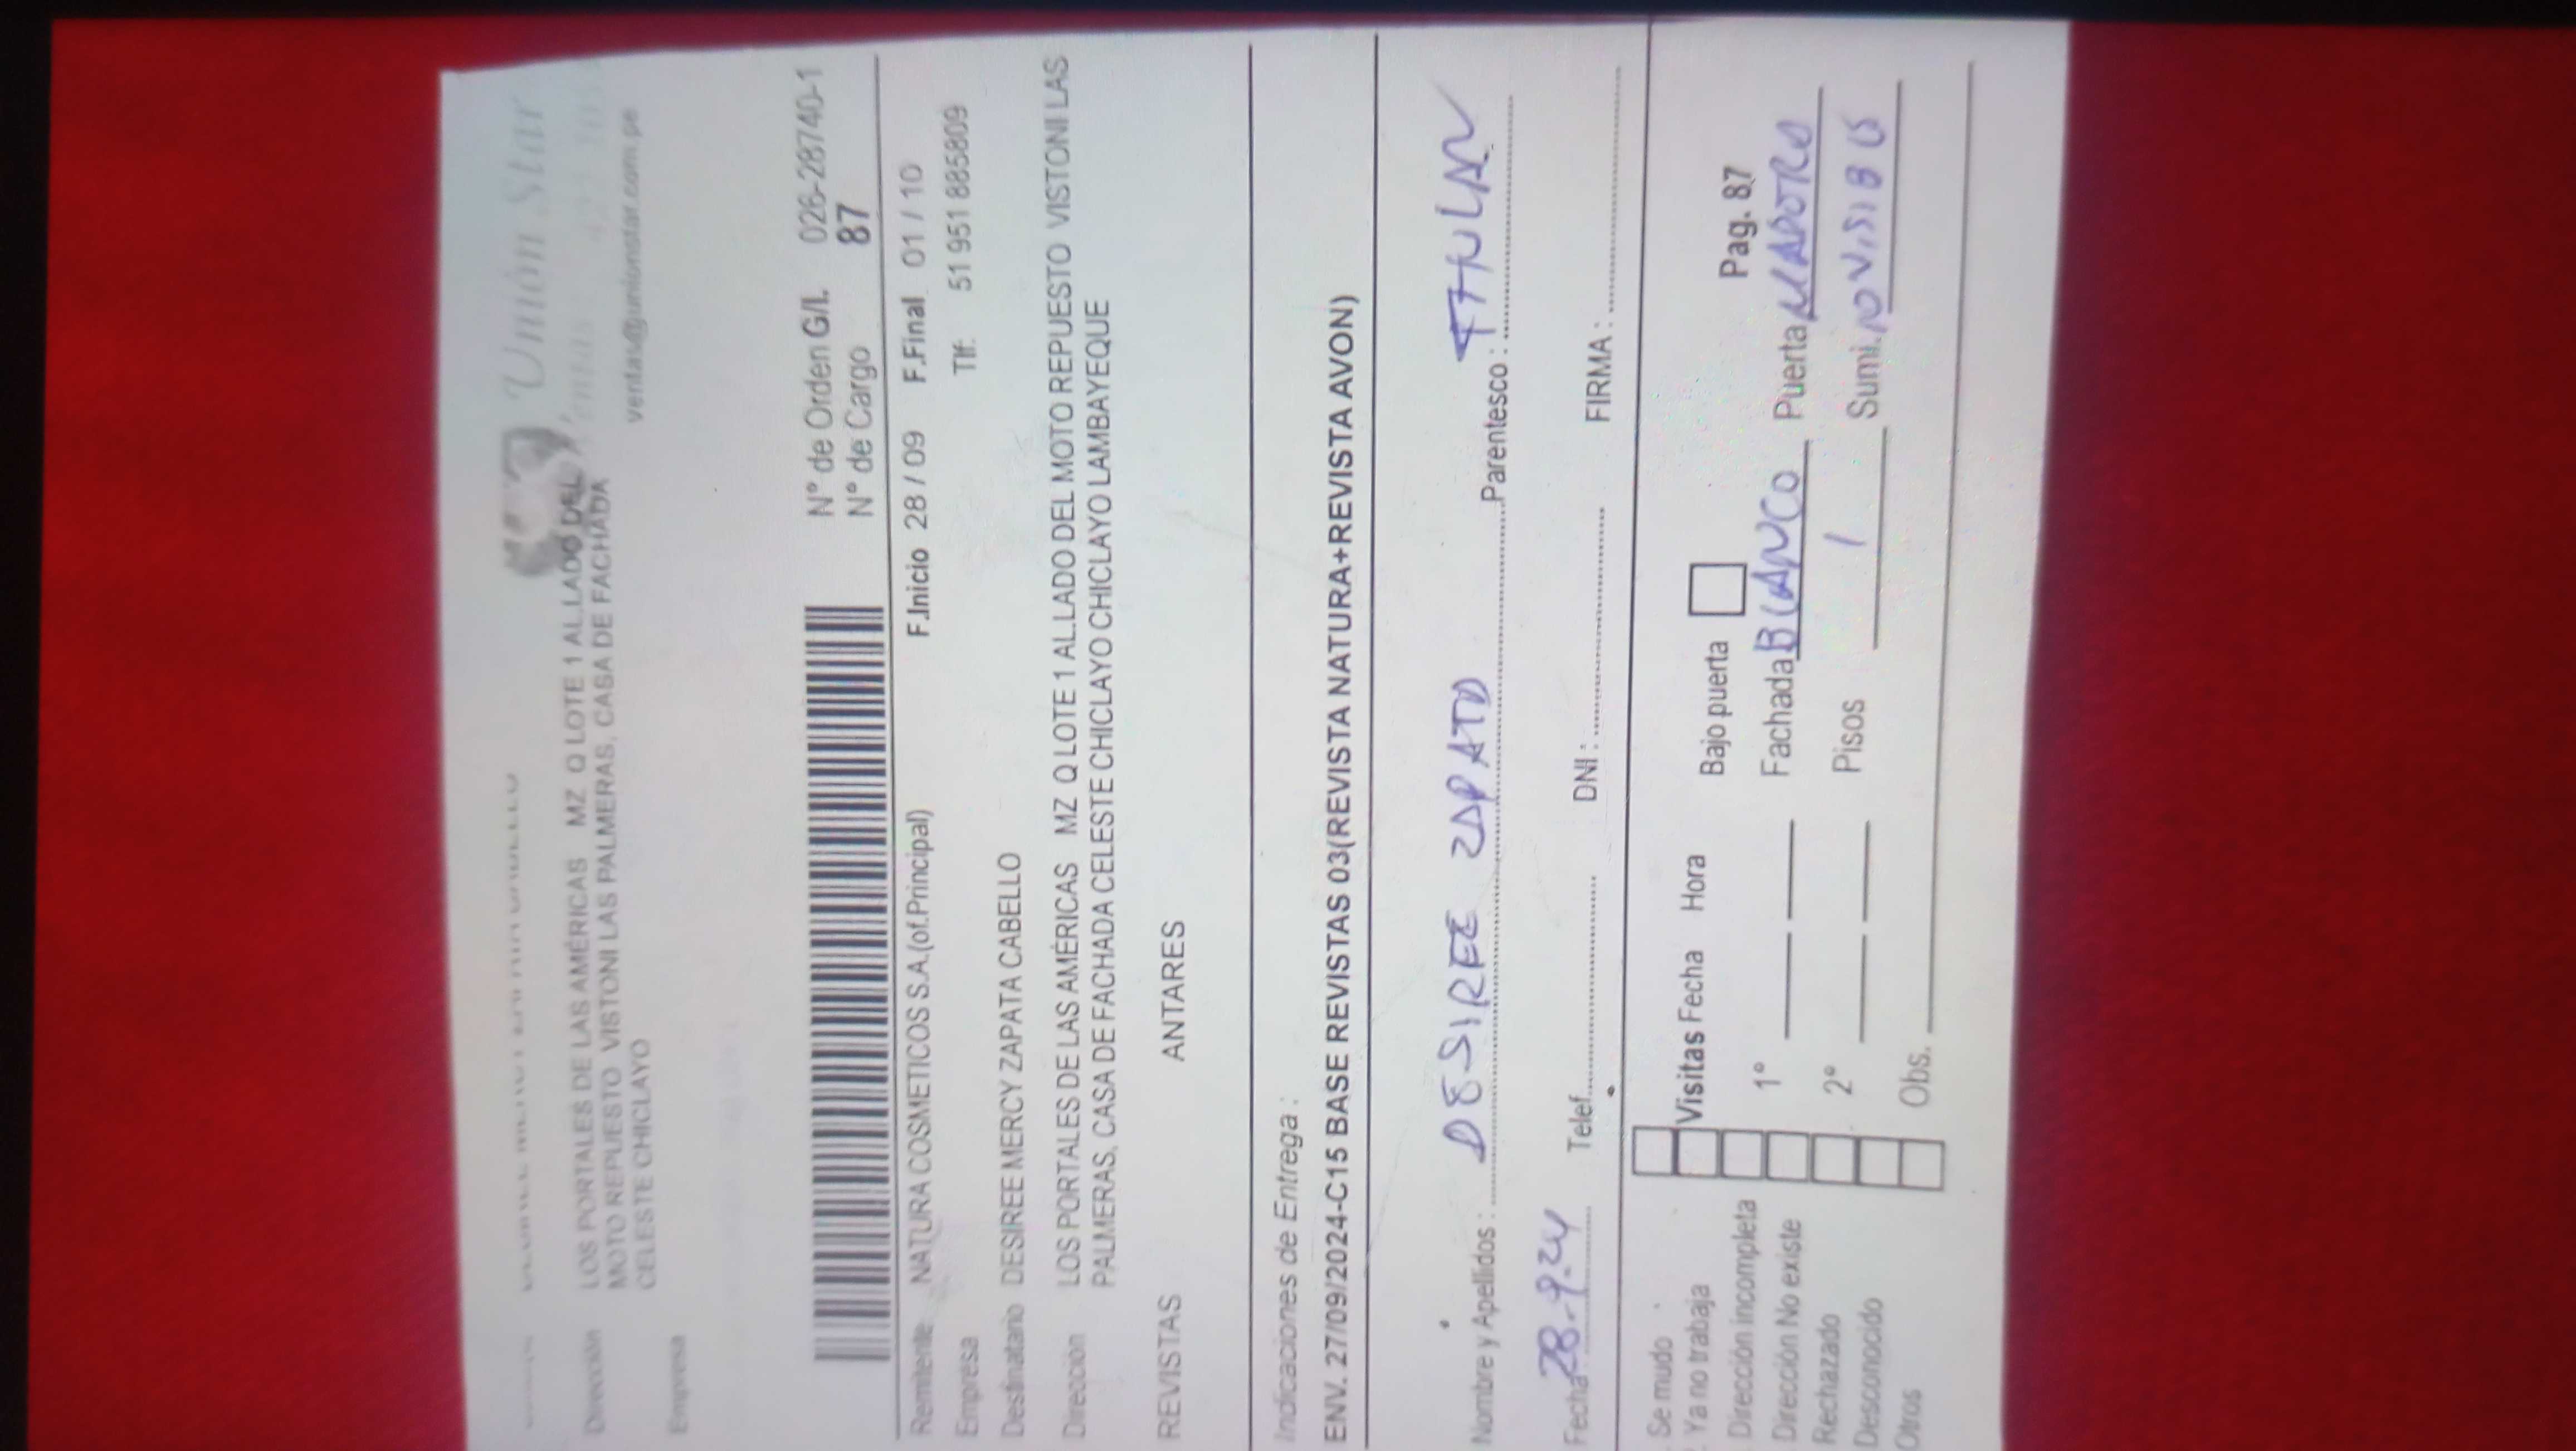 Unión Star
ventas@unionstar.com.pe
Dirección LOS PORTALES DE LAS AMÉRICAS MZ Q LOTE 1 AL.LADO DEL
MOTO REPUESTO VISTONI LAS PALMERAS, CASA DE FACHADA
CELESTE CHICLAYO
Empresa
N° de Orden G/I. 026-287740-1
N° de Cargo 87
Remitente NATURA COSMETICOS S.A.(of.Principal) F.Inicio 28 / 09 F.Final 01 / 10
Empresa Tlf: 51 951 885809
Destinatario DESIREE MERCY ZAPATA CABELLO
Dirección LOS PORTALES DE LAS AMÉRICAS MZ Q LOTE 1 AL.LADO DEL MOTO REPUESTO VISTONI LAS
PALMERAS, CASA DE FACHADA CELESTE CHICLAYO CHICLAYO LAMBAYEQUE
REVISTAS ANTARES
Indicaciones de Entrega :
ENV. 27/09/2024-C15 BASE REVISTAS 03(REVISTA NATURA+REVISTA AVON)
Nombre y Apellidos : DESIREE ZAPATA Parentesco : TITULAR
Fecha 28-9-24 Telef. DNI : FIRMA :
Se mudo
Ya no trabaja Visitas Fecha Hora Bajo puerta Pag. 87
Dirección incompleta 1° Fachada BLANCO Puerta MADERA
Dirección No existe
Rechazado 2° Pisos 1 Sumi. NO VISIBLE
Desconocido
Otros Obs.